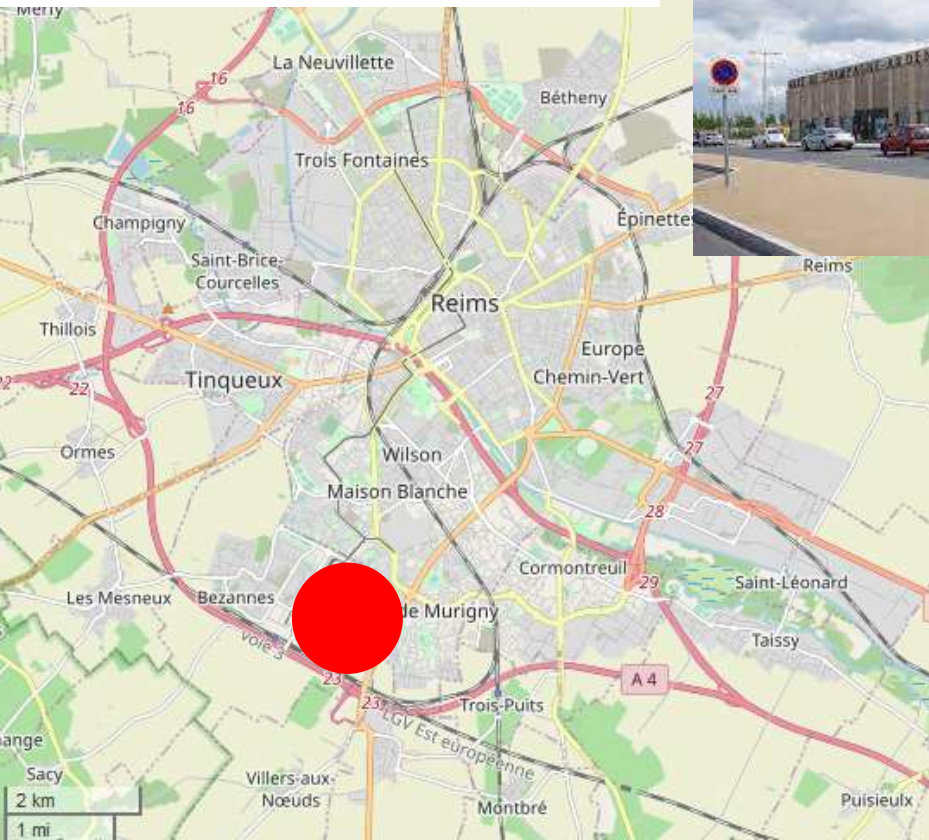 Merfy
La Neuvillette
16
16
Bétheny
Trois Fontaines
Champigny
Épinettes
Saint-Brice-
Courcelles
Reims
Reims
Thillois
Europe
Chemin-Vert
Tinqueux
22
22
27
27
Ormes
Wilson
Maison Blanche
28
Cormontreuil
29
Saint-Léonard
Les Mesneux
Bezannes
de Murigny
Taissy
voie 3
23
23
A 4
Trois-Puits
LGV Est européenne
ange
Sacy
Villers-aux-
Nœuds
Montbré
Puisieulx
2 km
1 mi